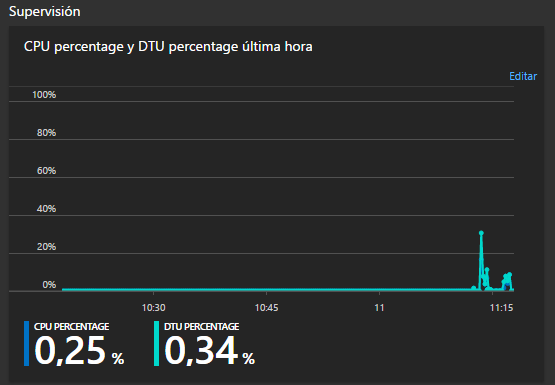 Supervisión
CPU percentage y DTU percentage última hora
Editar
100%
80%
60%
40%
20%
0%
10:30 10:45 11 11:15
CPU PERCENTAGE DTU PERCENTAGE
0,25 % 0,34 %